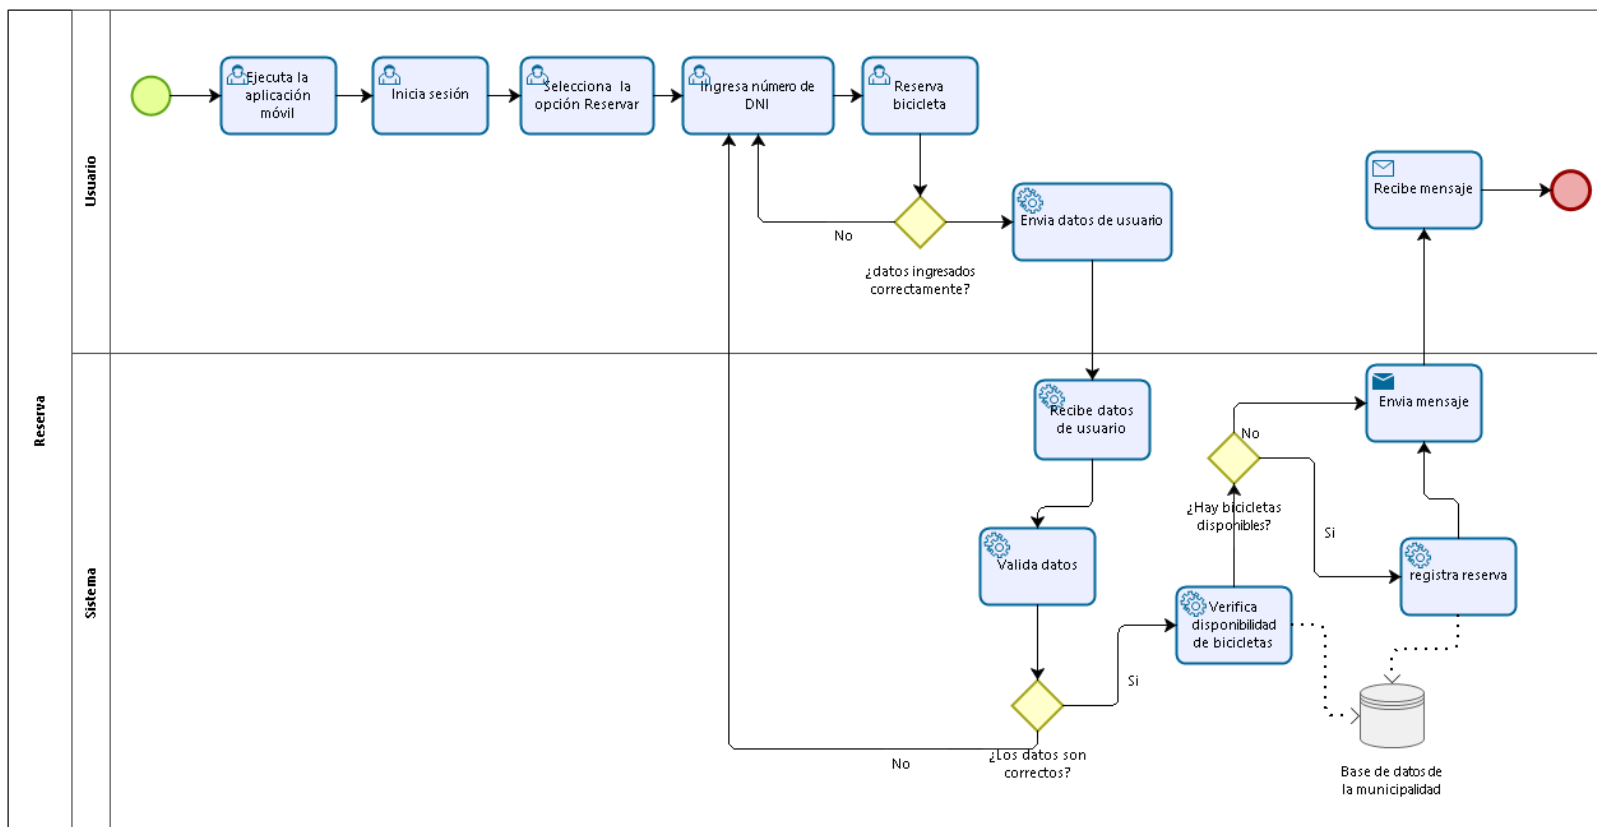 Reserva
Usuario
Ejecuta la
aplicación
móvil
Inicia sesión
Selecciona la
opción Reservar
Ingresa número de
DNI
Reserva
bicicleta
No
¿datos ingresados
correctamente?
Envia datos de usuario
Recibe mensaje
Sistema
Recibe datos
de usuario
Valida datos
¿Los datos son
correctos?
No
Si
Verifica
disponibilidad
de bicicletas
¿Hay bicicletas
disponibles?
No
Si
Envia mensaje
registra reserva
Base de datos de
la municipalidad